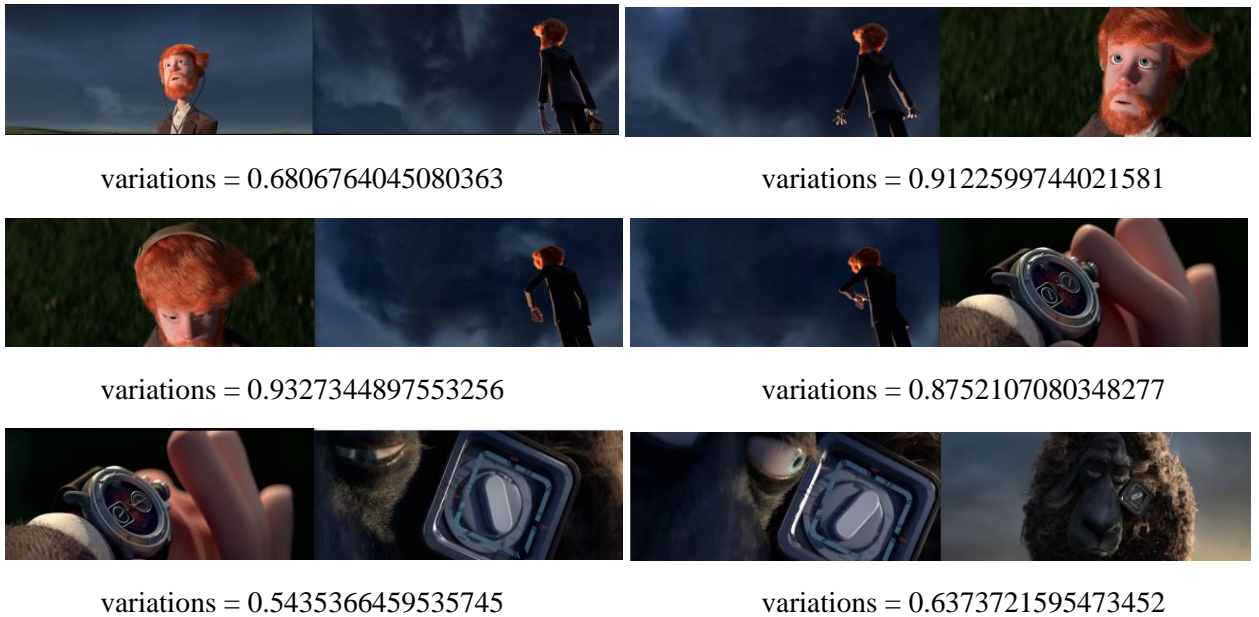 variations = 0.6806764045080363
variations = 0.9122599744021581
variations = 0.9327344897553256
variations = 0.8752107080348277
variations = 0.5435366459535745
variations = 0.6373721595473452